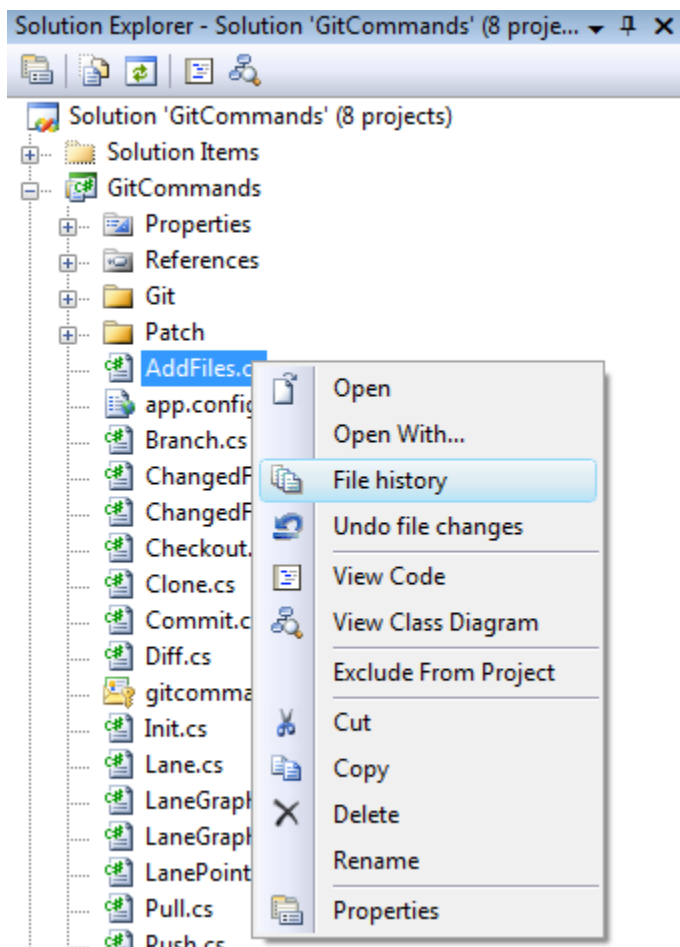 Solution Explorer - Solution 'GitCommands' (8 proje...
Solution 'GitCommands' (8 projects)
Solution Items
GitCommands
Properties
References
Git
Patch
AddFiles.c
app.config
Branch.cs
ChangedF
ChangedF
Checkout.
Clone.cs
Commit.c
Diff.cs
gitcomma
Init.cs
Lane.cs
LaneGraph
LaneGraph
LanePoint
Pull.cs
Push.cs
Open
Open With...
File history
Undo file changes
View Code
View Class Diagram
Exclude From Project
Cut
Copy
Delete
Rename
Properties